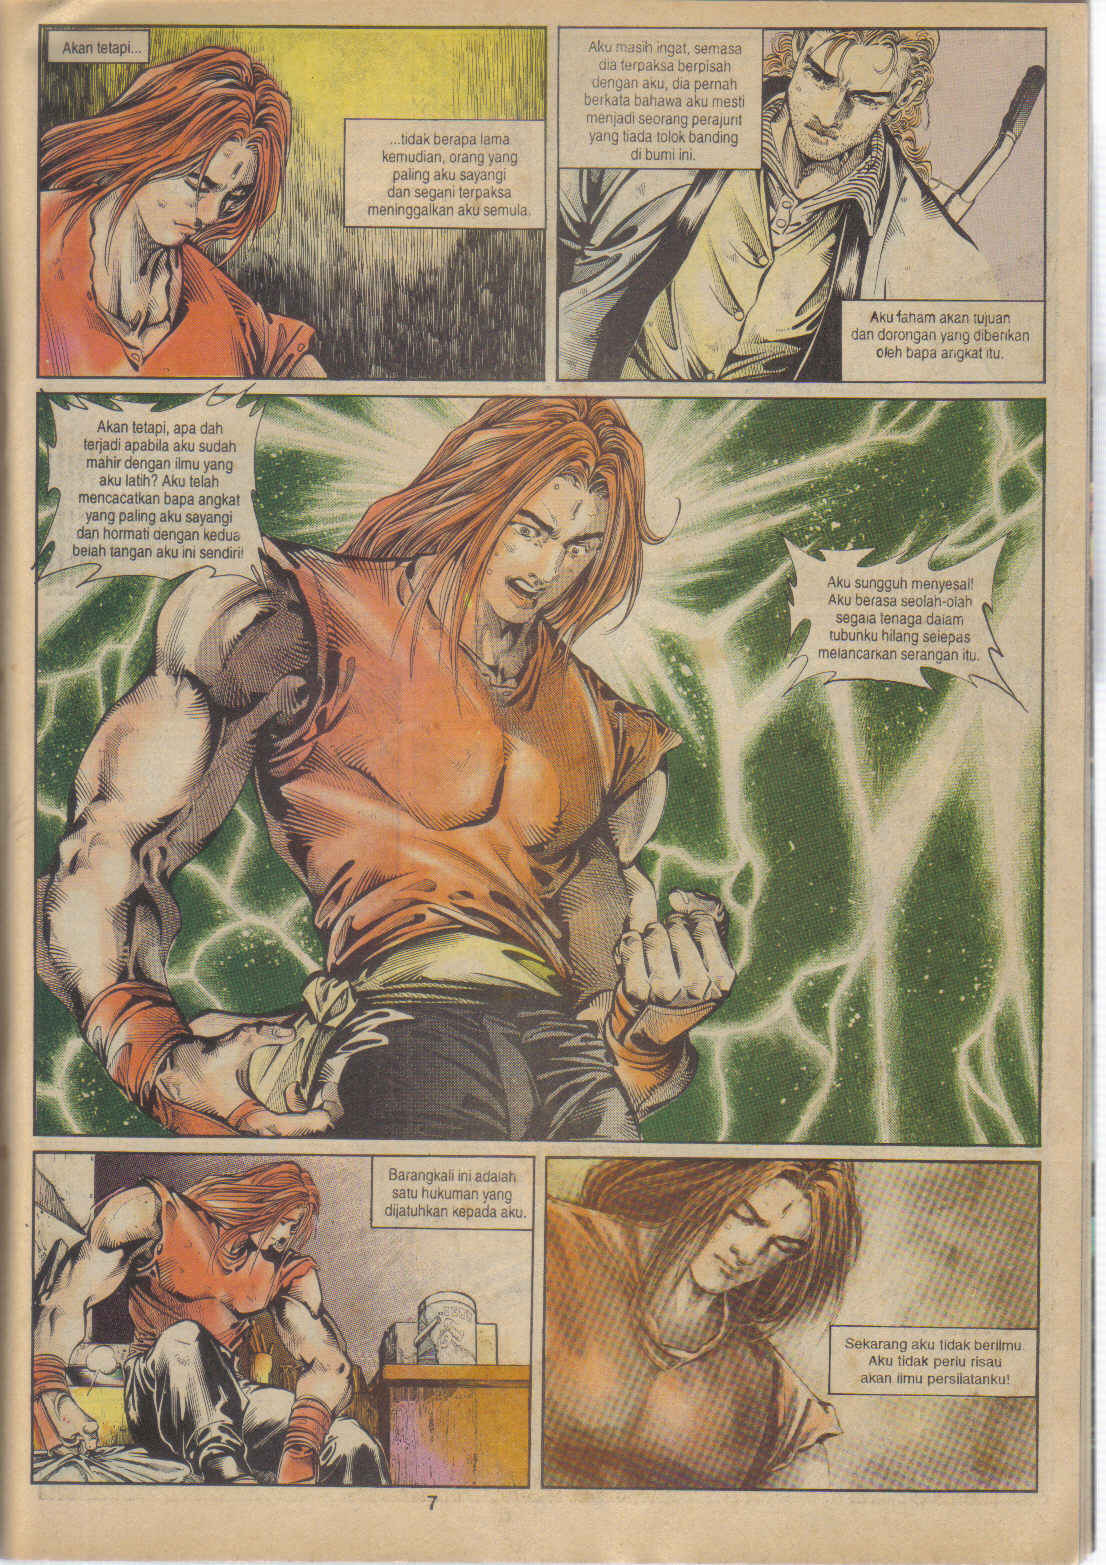 Akan tetapi...
...tidak berapa lama
kemudian, orang yang
paling aku sayangi
dan segani terpaksa
meninggalkan aku semula.
Aku masih ingat, semasa
dia terpaksa berpisah
dengan aku, dia pernah
berkata bahawa aku mesti
menjadi seorang perajurit
yang tiada tolok banding
di bumi ini.
Aku faham akan tujuan
dan dorongan yang diberikan
oleh bapa angkat itu.
Akan tetapi, apa dah
terjadi apabila aku sudah
mahir dengan ilmu yang
aku latih? Aku telah
mencacatkan bapa angkat
yang paling aku sayangi
dan hormati dengan kedua
belah tangan aku ini sendiri!
Aku sungguh menyesal!
Aku berasa seolah-olah
segala tenaga dalam
tubunku hilang selepas
melancarkan serangan itu.
Barangkali ini adalah
satu hukuman yang
dijatuhkan kepada aku.
Sekarang aku tidak berilmu.
Aku tidak perlu risau
akan ilmu persilatanku!
7